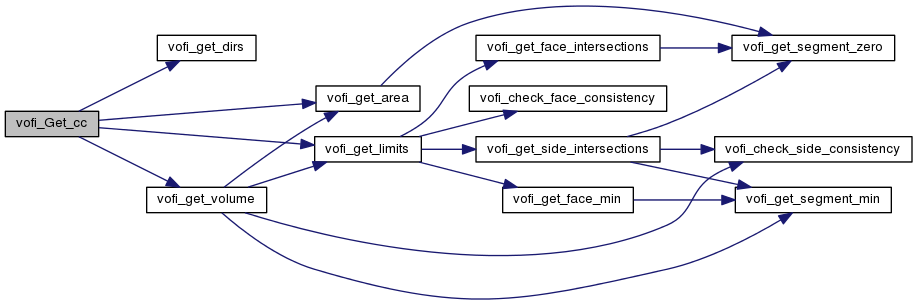 vofi_Get_cc
vofi_get_dirs
vofi_get_area
vofi_get_limits
vofi_get_volume
vofi_get_face_intersections
vofi_check_face_consistency
vofi_get_side_intersections
vofi_get_face_min
vofi_get_segment_zero
vofi_check_side_consistency
vofi_get_segment_min